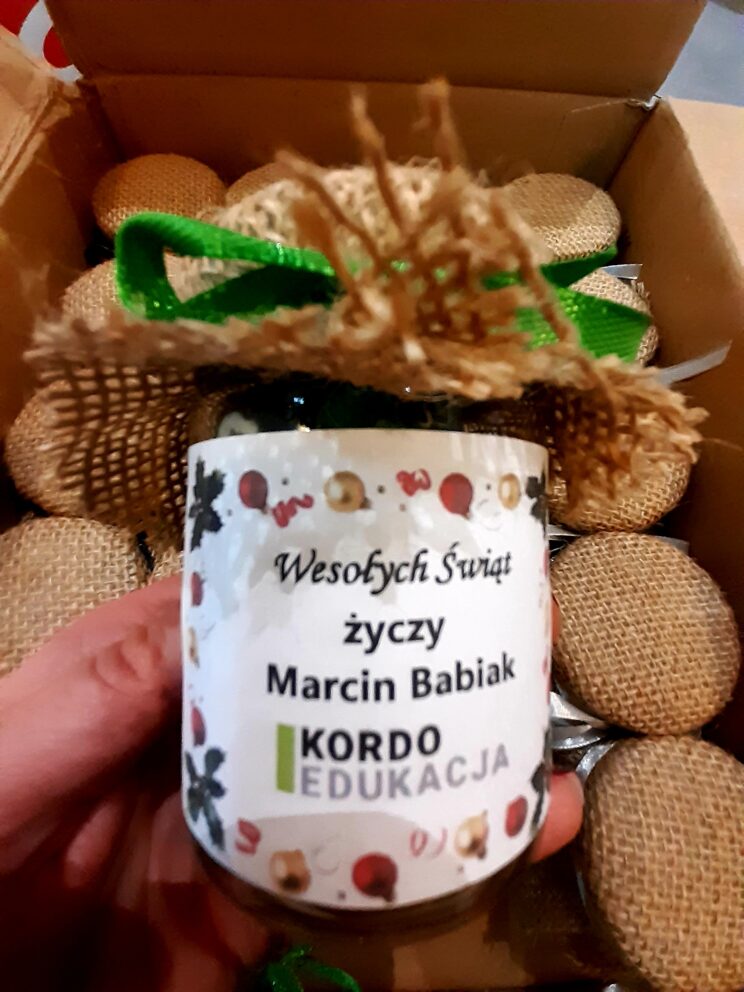 Wesołych Świąt
życzy
Marcin Babiak
KORDO
EDUKACJA